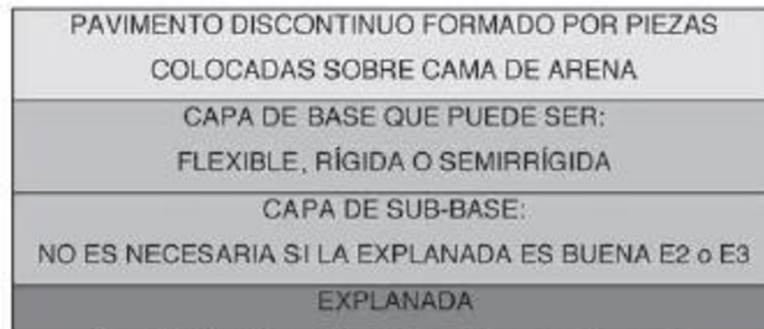 PAVIMENTO DISCONTINUO FORMADO POR PIEZAS
COLOCADAS SOBRE CAMA DE ARENA
CAPA DE BASE QUE PUEDE SER:
FLEXIBLE, RÍGIDA O SEMIRRÍGIDA
CAPA DE SUB-BASE:
NO ES NECESARIA SI LA EXPLANADA ES BUENA E2 o E3
EXPLANADA